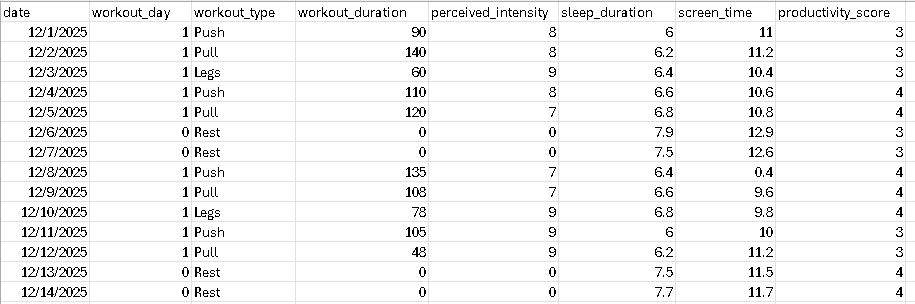 date workout_day workout_type workout_duration perceived_intensity sleep_duration screen_time productivity_score
12/1/2025 1 Push 90 8 6 11 3
12/2/2025 1 Pull 140 8 6.2 11.2 3
12/3/2025 1 Legs 60 9 6.4 10.4 3
12/4/2025 1 Push 110 8 6.6 10.6 4
12/5/2025 1 Pull 120 7 6.8 10.8 4
12/6/2025 0 Rest 0 0 7.9 12.9 3
12/7/2025 0 Rest 0 0 7.5 12.6 3
12/8/2025 1 Push 135 7 6.4 0.4 4
12/9/2025 1 Pull 108 7 6.6 9.6 4
12/10/2025 1 Legs 78 9 6.8 9.8 4
12/11/2025 1 Push 105 9 6 10 3
12/12/2025 1 Pull 48 9 6.2 11.2 3
12/13/2025 0 Rest 0 0 7.5 11.5 4
12/14/2025 0 Rest 0 0 7.7 11.7 4